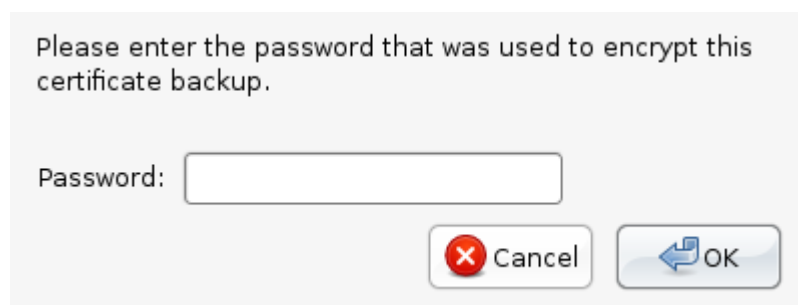 Please enter the password that was used to encrypt this
certificate backup.
Password:
Cancel OK